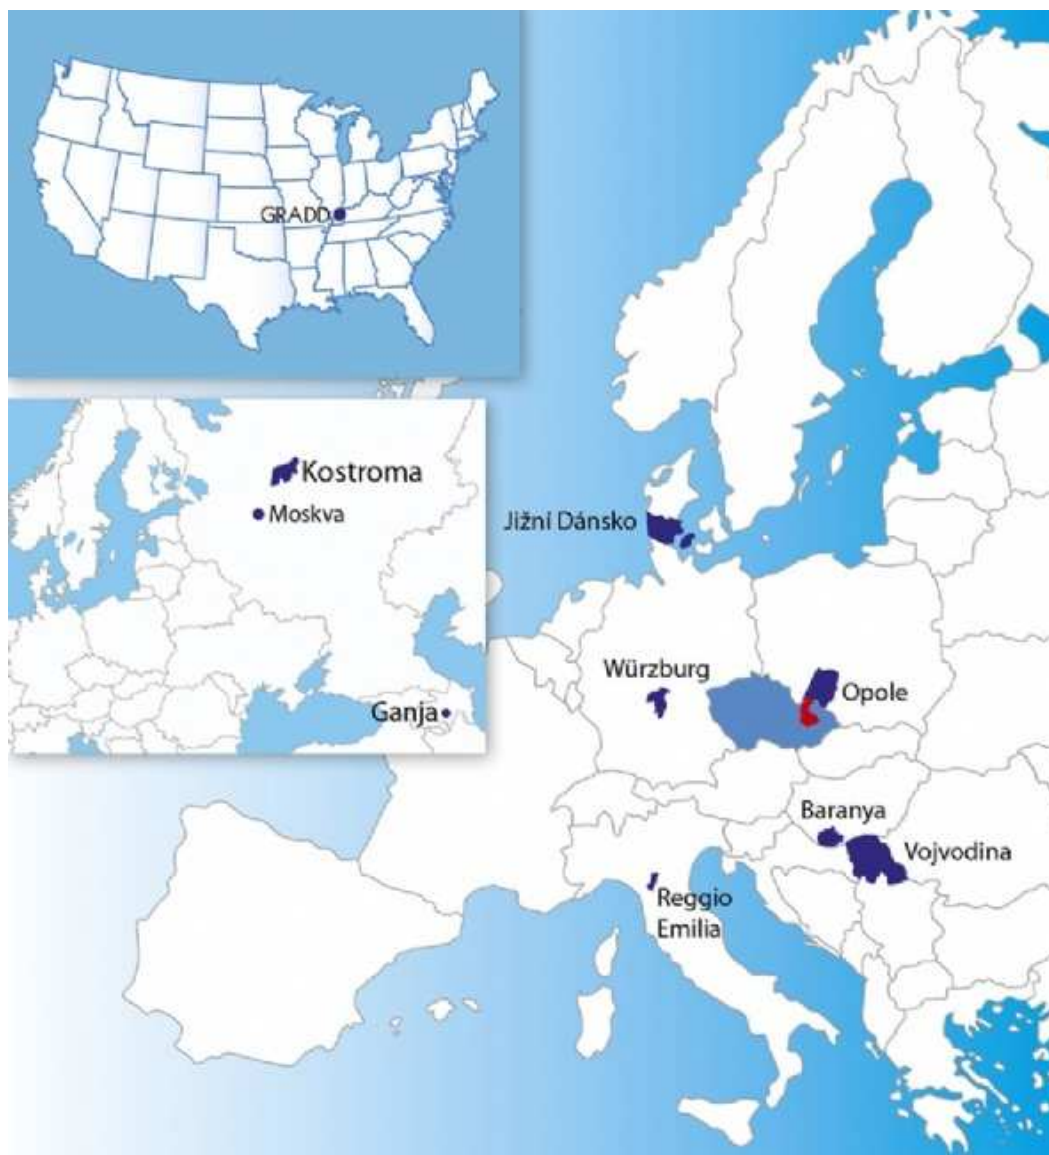 GRADD
Kostroma
Moskva
Ganja
Jižní Dánsko
Würzburg
Opole
Baranya
Vojvodina
Reggio
Emilia